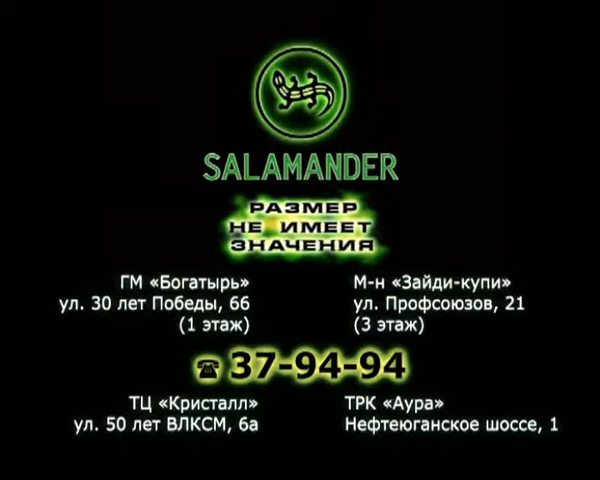 SALAMANDER
РАЗМЕР
НЕ ИМЕЕТ
ЗНАЧЕНИЯ
ГМ «Богатырь»
ул. 30 лет Победы, 66
(1 этаж)
М-н «Зайди-купи»
ул. Профсоюзов, 21
(3 этаж)
☎ 37-94-94
ТЦ «Кристалл»
ул. 50 лет ВЛКСМ, 6а
ТРК «Аура»
Нефтеюганское шоссе, 1